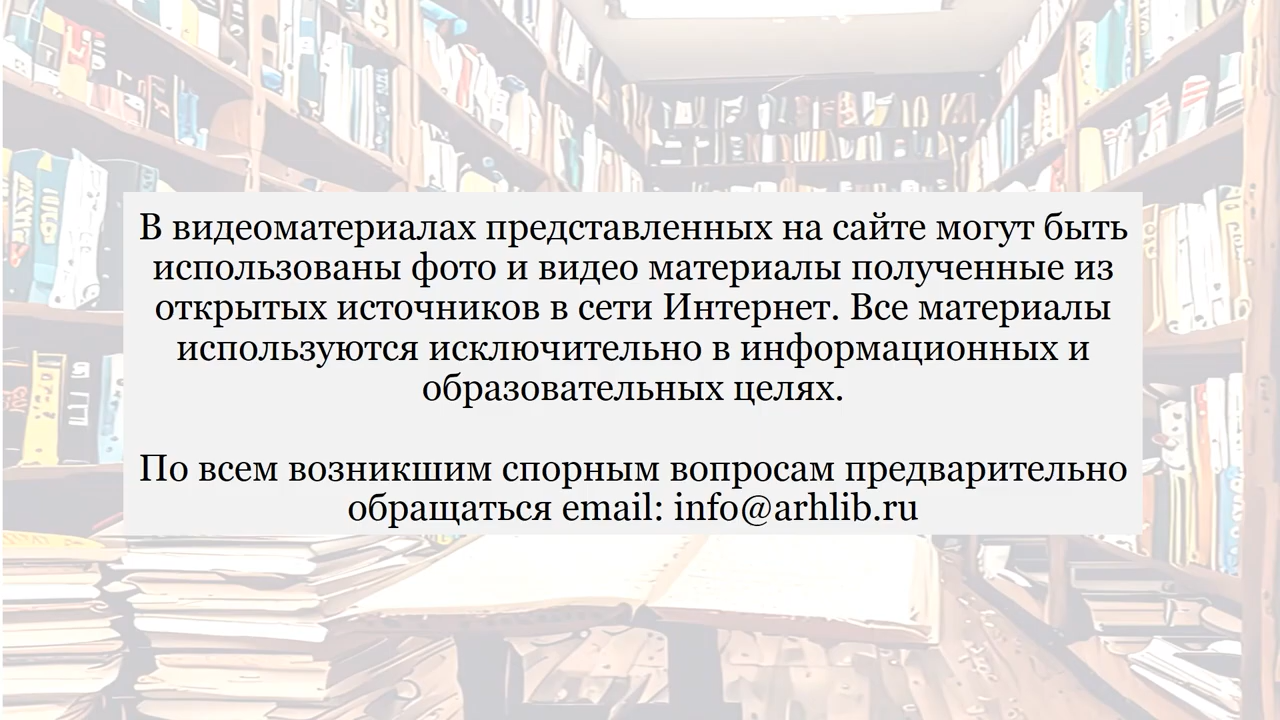 В видеоматериалах представленных на сайте могут быть
использованы фото и видео материалы полученные из
открытых источников в сети Интернет. Все материалы
используются исключительно в информационных и
образовательных целях.
По всем возникшим спорным вопросам предварительно
обращаться email: info@arhlib.ru